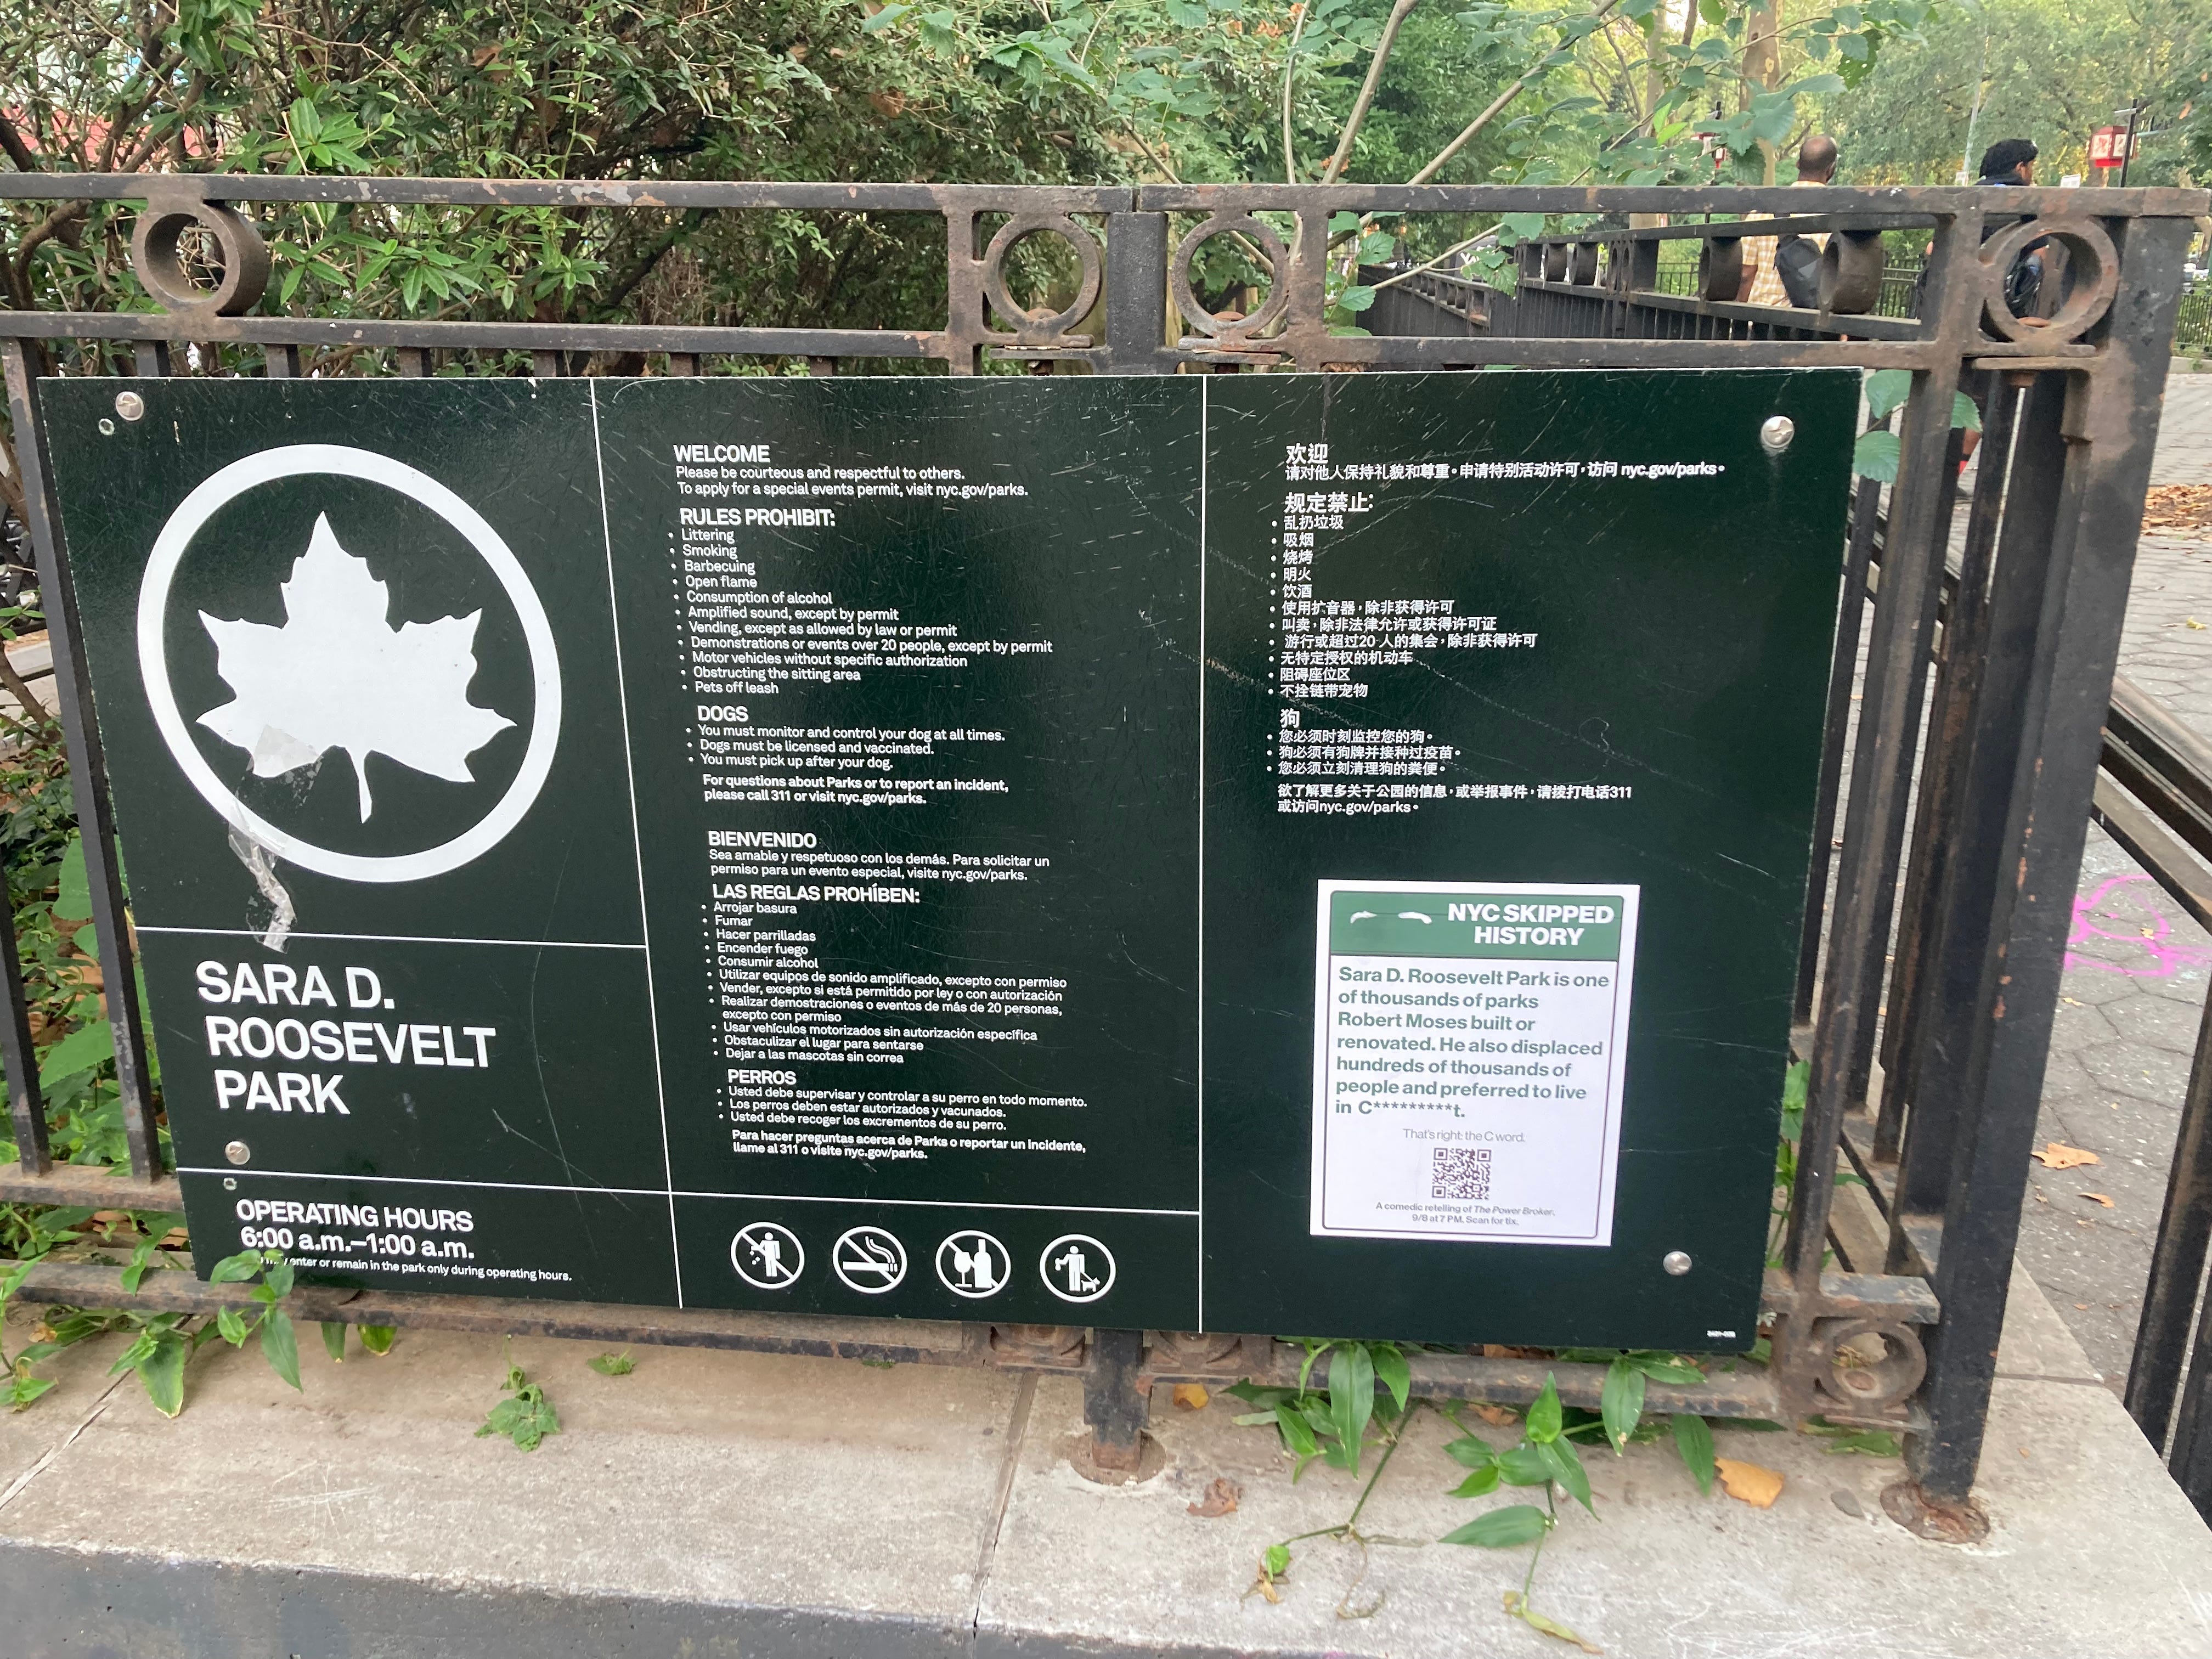 SARA D.
ROOSEVELT
PARK
OPERATING HOURS
6:00 a.m.–1:00 a.m.
enter or remain in the park only during operating hours.
WELCOME
Please be courteous and respectful to others.
To apply for a special events permit, visit nyc.gov/parks.
RULES PROHIBIT:
• Littering
• Smoking
• Barbecuing
• Open flame
• Consumption of alcohol
• Amplified sound, except by permit
• Vending, except as allowed by law or permit
• Demonstrations or events over 20 people, except by permit
• Motor vehicles without specific authorization
• Obstructing the sitting area
• Pets off leash
DOGS
• You must monitor and control your dog at all times.
• Dogs must be licensed and vaccinated.
• You must pick up after your dog.
For questions about Parks or to report an incident,
please call 311 or visit nyc.gov/parks.
BIENVENIDO
Sea amable y respetuoso con los demás. Para solicitar un
permiso para un evento especial, visite nyc.gov/parks.
LAS REGLAS PROHÍBEN:
• Arrojar basura
• Fumar
• Hacer parrilladas
• Encender fuego
• Consumir alcohol
• Utilizar equipos de sonido amplificado, excepto con permiso
• Vender, excepto si está permitido por ley o con autorización
• Realizar demostraciones o eventos de más de 20 personas,
excepto con permiso
• Usar vehículos motorizados sin autorización específica
• Obstaculizar el lugar para sentarse
• Dejar a las mascotas sin correa
PERROS
• Usted debe supervisar y controlar a su perro en todo momento.
• Los perros deben estar autorizados y vacunados.
• Usted debe recoger los excrementos de su perro.
Para hacer preguntas acerca de Parks o reportar un incidente,
llame al 311 o visite nyc.gov/parks.
欢迎
请对他人保持礼貌和尊重。申请特别活动许可，访问 nyc.gov/parks。
规定禁止：
• 乱扔垃圾
• 吸烟
• 烧烤
• 明火
• 饮酒
• 使用扩音器，除非获得许可
• 叫卖，除非法律允许或获得许可证
• 游行或超过20 人的集会，除非获得许可
• 无特定授权的机动车
• 阻碍座位区
• 不拴链带宠物
狗
• 您必须时刻监控您的狗。
• 狗必须有狗牌并接种过疫苗。
• 您必须立刻清理狗的粪便。
欲了解更多关于公园的信息，或举报事件，请拨打电话311
或访问nyc.gov/parks。
NYC SKIPPED
HISTORY
Sara D. Roosevelt Park is one
of thousands of parks
Robert Moses built or
renovated. He also displaced
hundreds of thousands of
people and preferred to live
in C*********t.
That's right: the C word.
A comedic retelling of The Power Broker.
9/8 at 7 PM. Scan for tix.